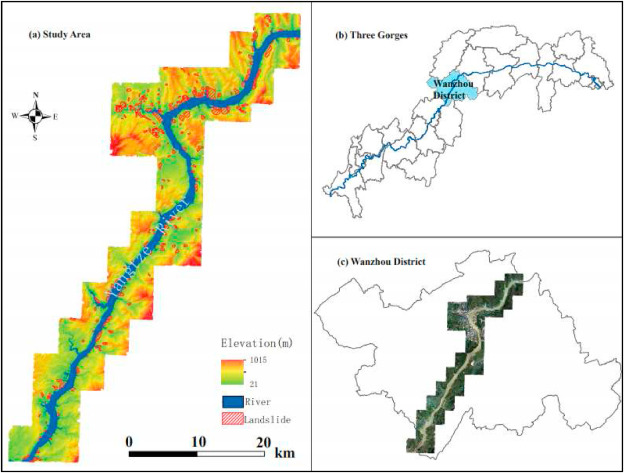 (a) Study Area
N
W
E
S
Yangtze River
Elevation(m)
1015
21
River
Landslide
0
10
20
km
(b) Three Gorges
Wanzhou
District
(c) Wanzhou District